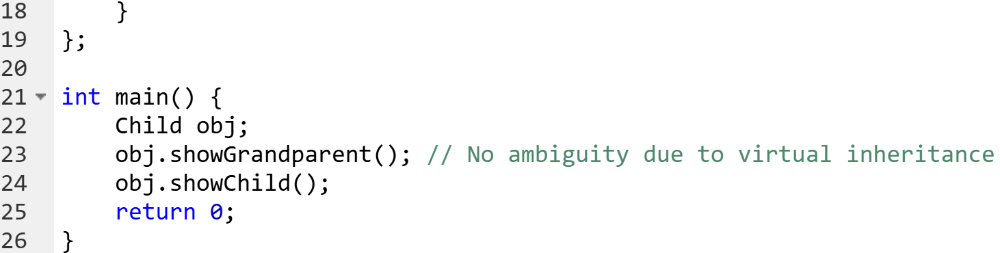 18     }
19 };
20
21 int main() {
22     Child obj;
23     obj.showGrandparent(); // No ambiguity due to virtual inheritance
24     obj.showChild();
25     return 0;
26 }